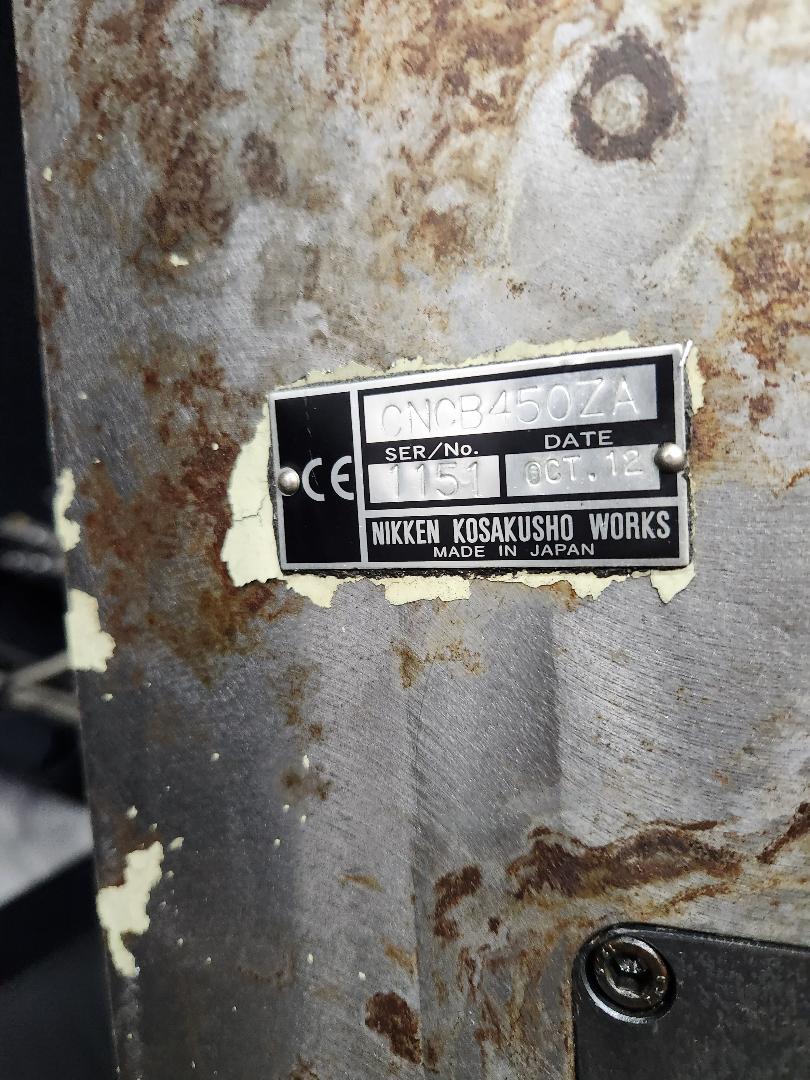 CNCB450ZA
SER/No. DATE
CE 1151 OCT.12
NIKKEN KOSAKUSHO WORKS
MADE IN JAPAN